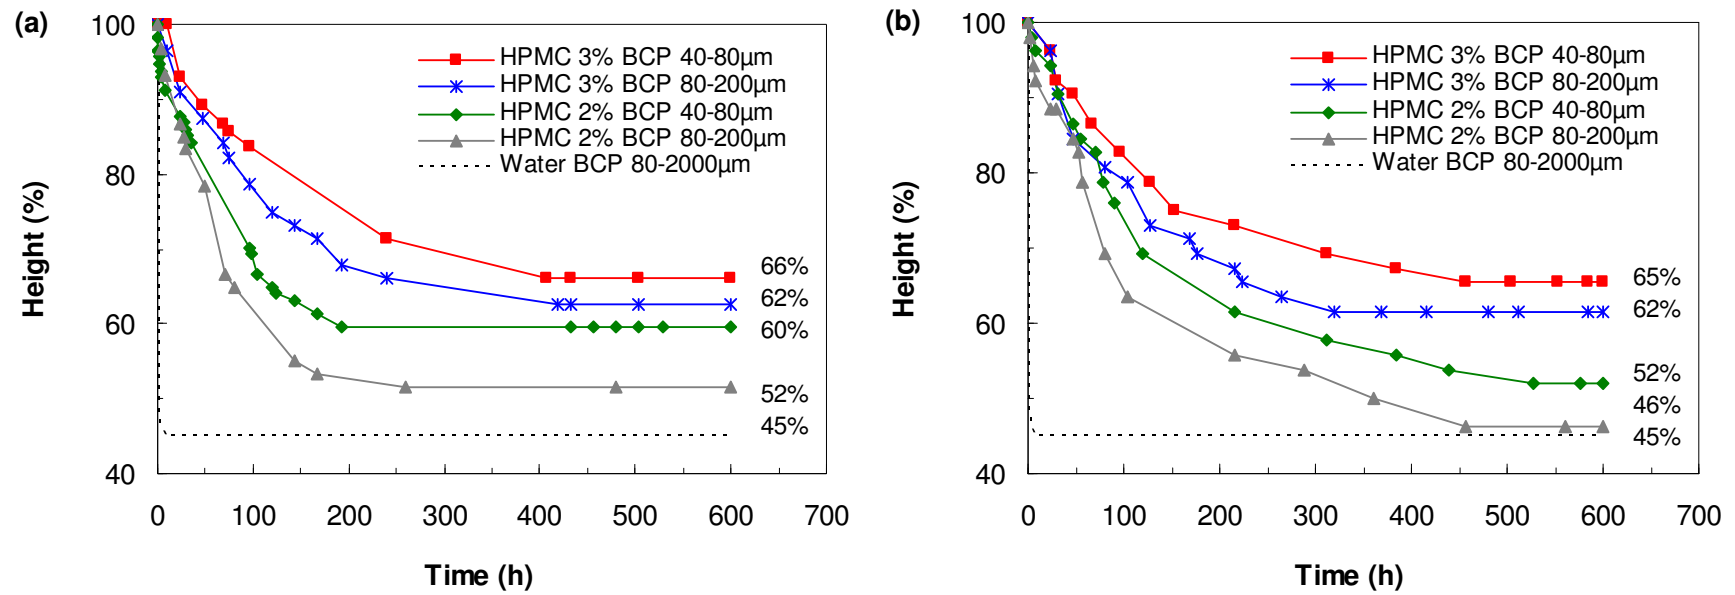 (a)
Height (%)
100
80
60
40
HPMC 3% BCP 40-80µm
HPMC 3% BCP 80-200µm
HPMC 2% BCP 40-80µm
HPMC 2% BCP 80-200µm
Water BCP 80-2000µm
66%
62%
60%
52%
45%
0 100 200 300 400 500 600 700
Time (h)
(b)
Height (%)
100
80
60
40
HPMC 3% BCP 40-80µm
HPMC 3% BCP 80-200µm
HPMC 2% BCP 40-80µm
HPMC 2% BCP 80-200µm
Water BCP 80-2000µm
65%
62%
52%
46%
45%
0 100 200 300 400 500 600 700
Time (h)